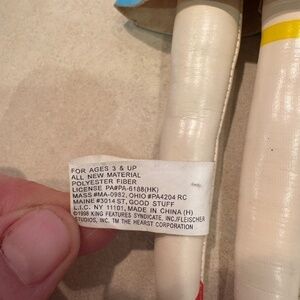 FOR AGES 3 & UP
ALL NEW MATERIAL
POLYESTER FIBER
LICENSE PA#PA-6188(HK)
MASS #MA-0982, OHIO #PA4204 RC
MAINE #3014 ST, GOOD STUFF
L.I.C. NY 11101, MADE IN CHINA (H)
©1998 KING FEATURES SYNDICATE, INC./FLEISCHER
STUDIOS, INC. TM THE HEARST CORPORATION